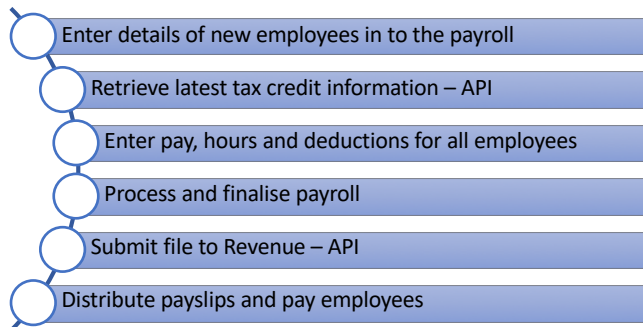 Enter details of new employees in to the payroll
Retrieve latest tax credit information – API
Enter pay, hours and deductions for all employees
Process and finalise payroll
Submit file to Revenue – API
Distribute payslips and pay employees